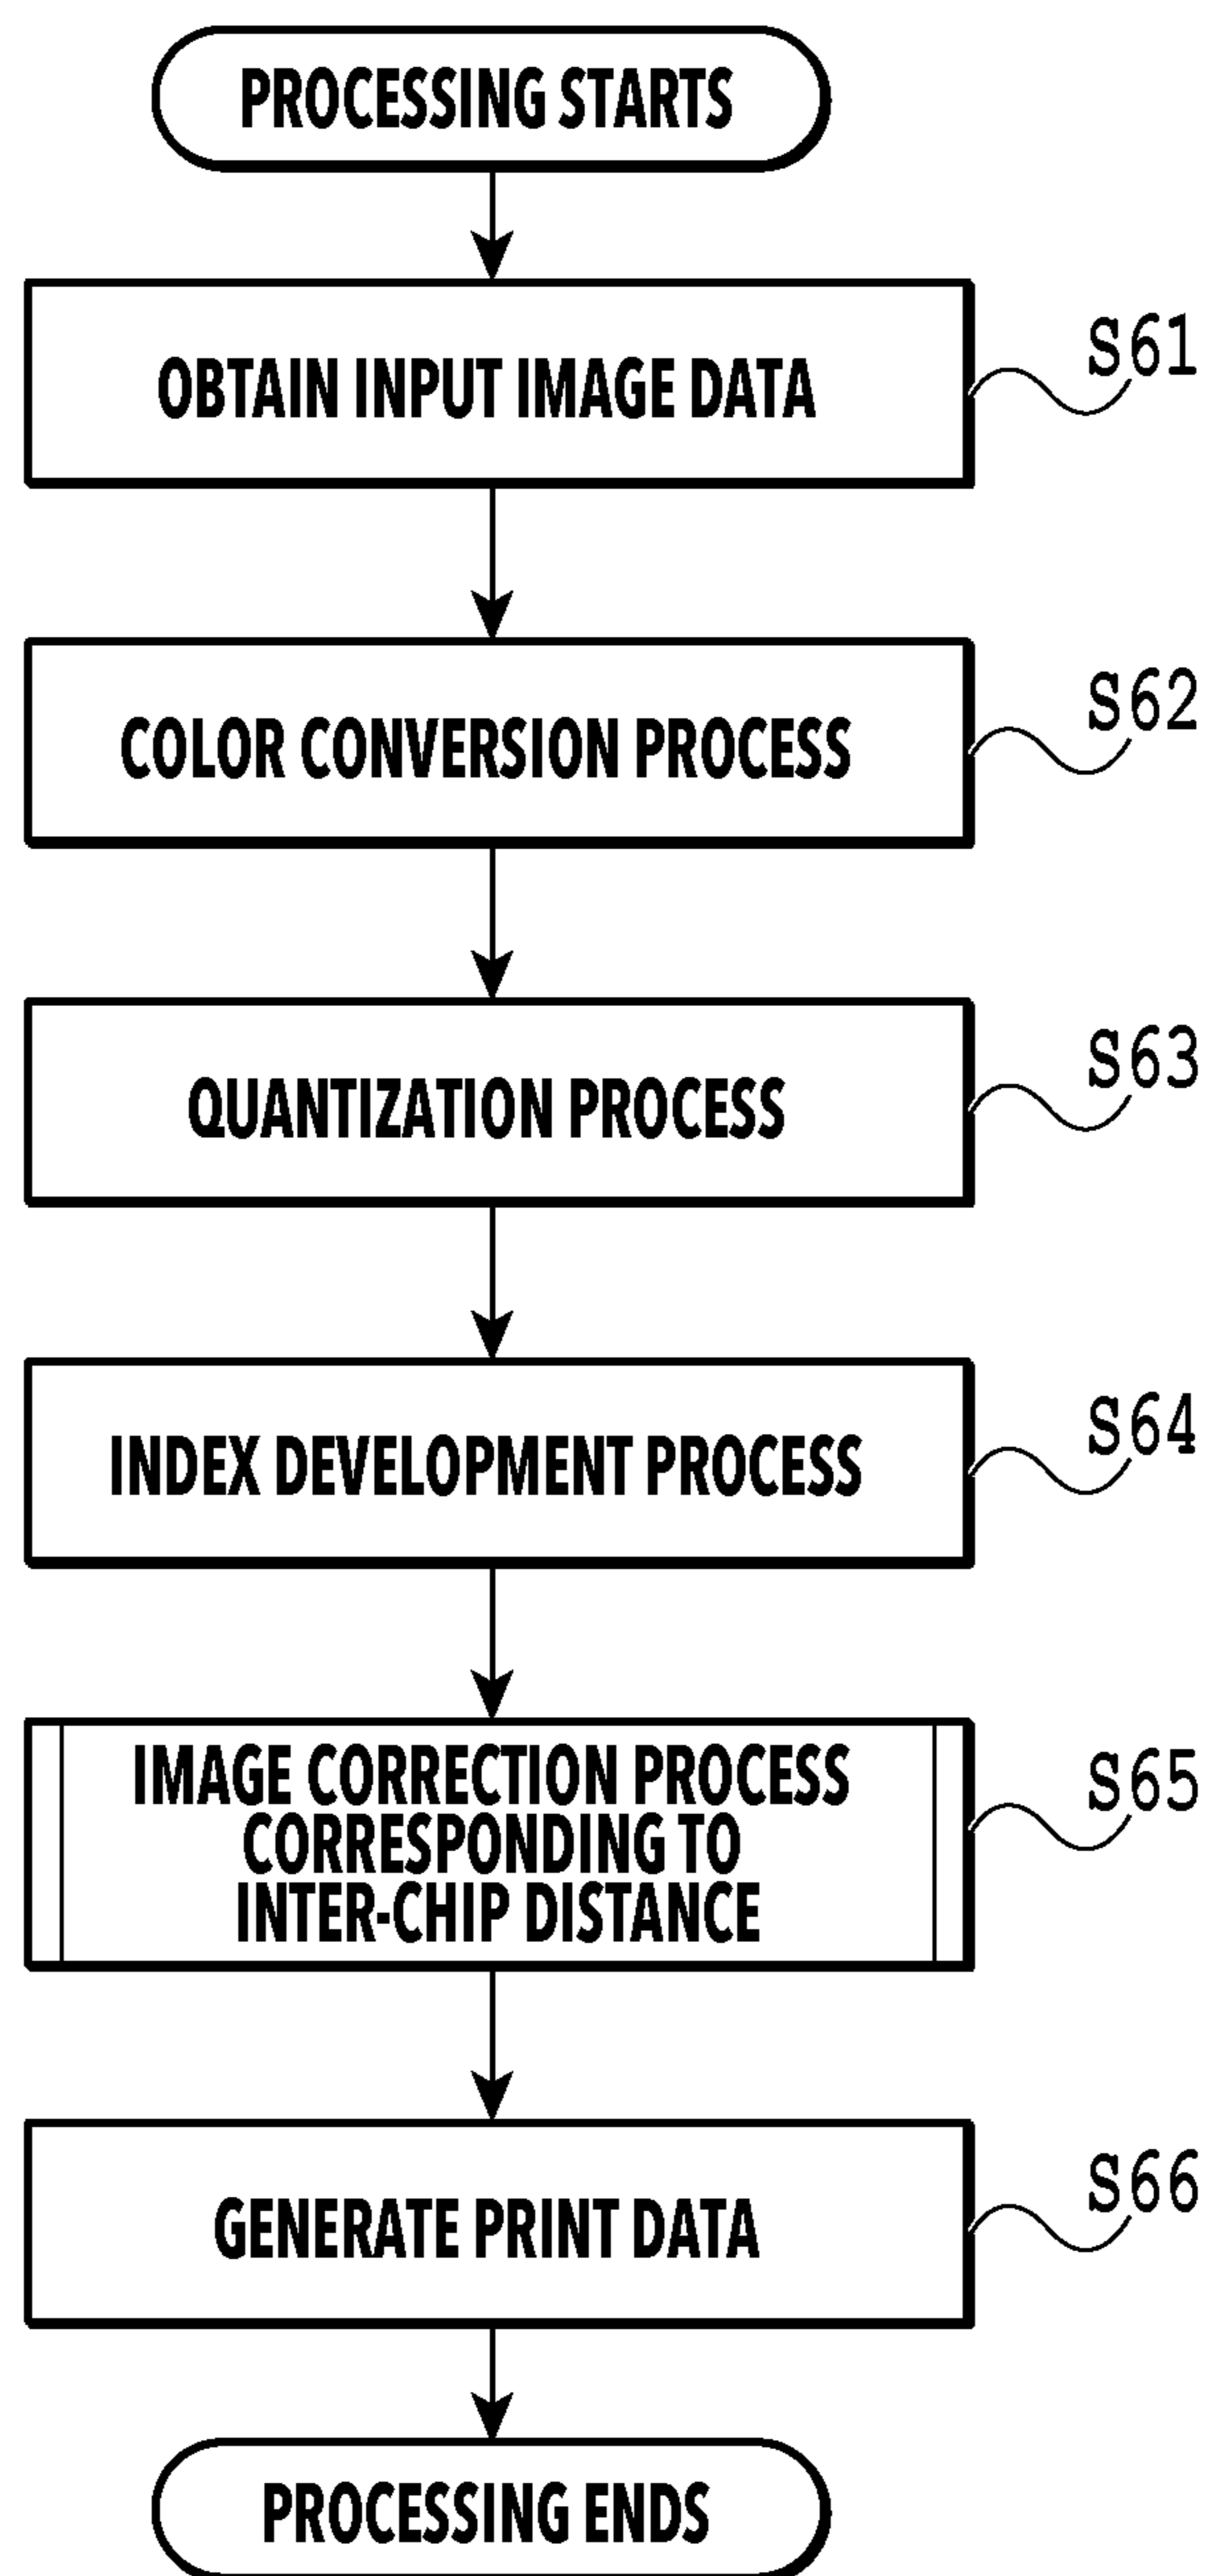 PROCESSING STARTS
OBTAIN INPUT IMAGE DATA
S61
COLOR CONVERSION PROCESS
S62
QUANTIZATION PROCESS
S63
INDEX DEVELOPMENT PROCESS
S64
IMAGE CORRECTION PROCESS
CORRESPONDING TO
INTER-CHIP DISTANCE
S65
GENERATE PRINT DATA
S66
PROCESSING ENDS